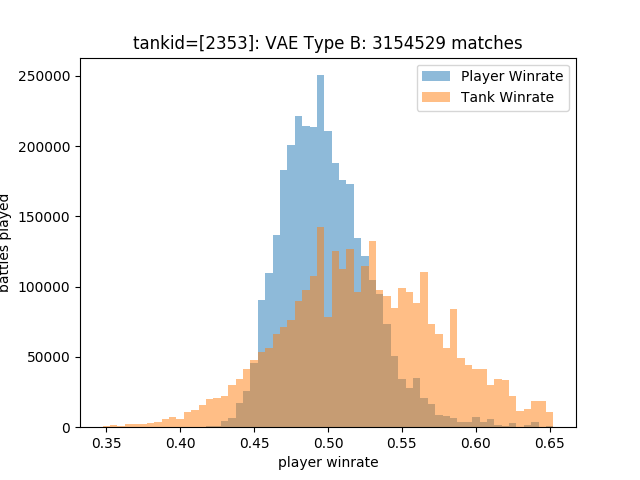 tankid=[2353]: VAE Type B: 3154529 matches
Player Winrate
Tank Winrate
250000
200000
150000
100000
50000
0
battles played
0.35 0.40 0.45 0.50 0.55 0.60 0.65
player winrate